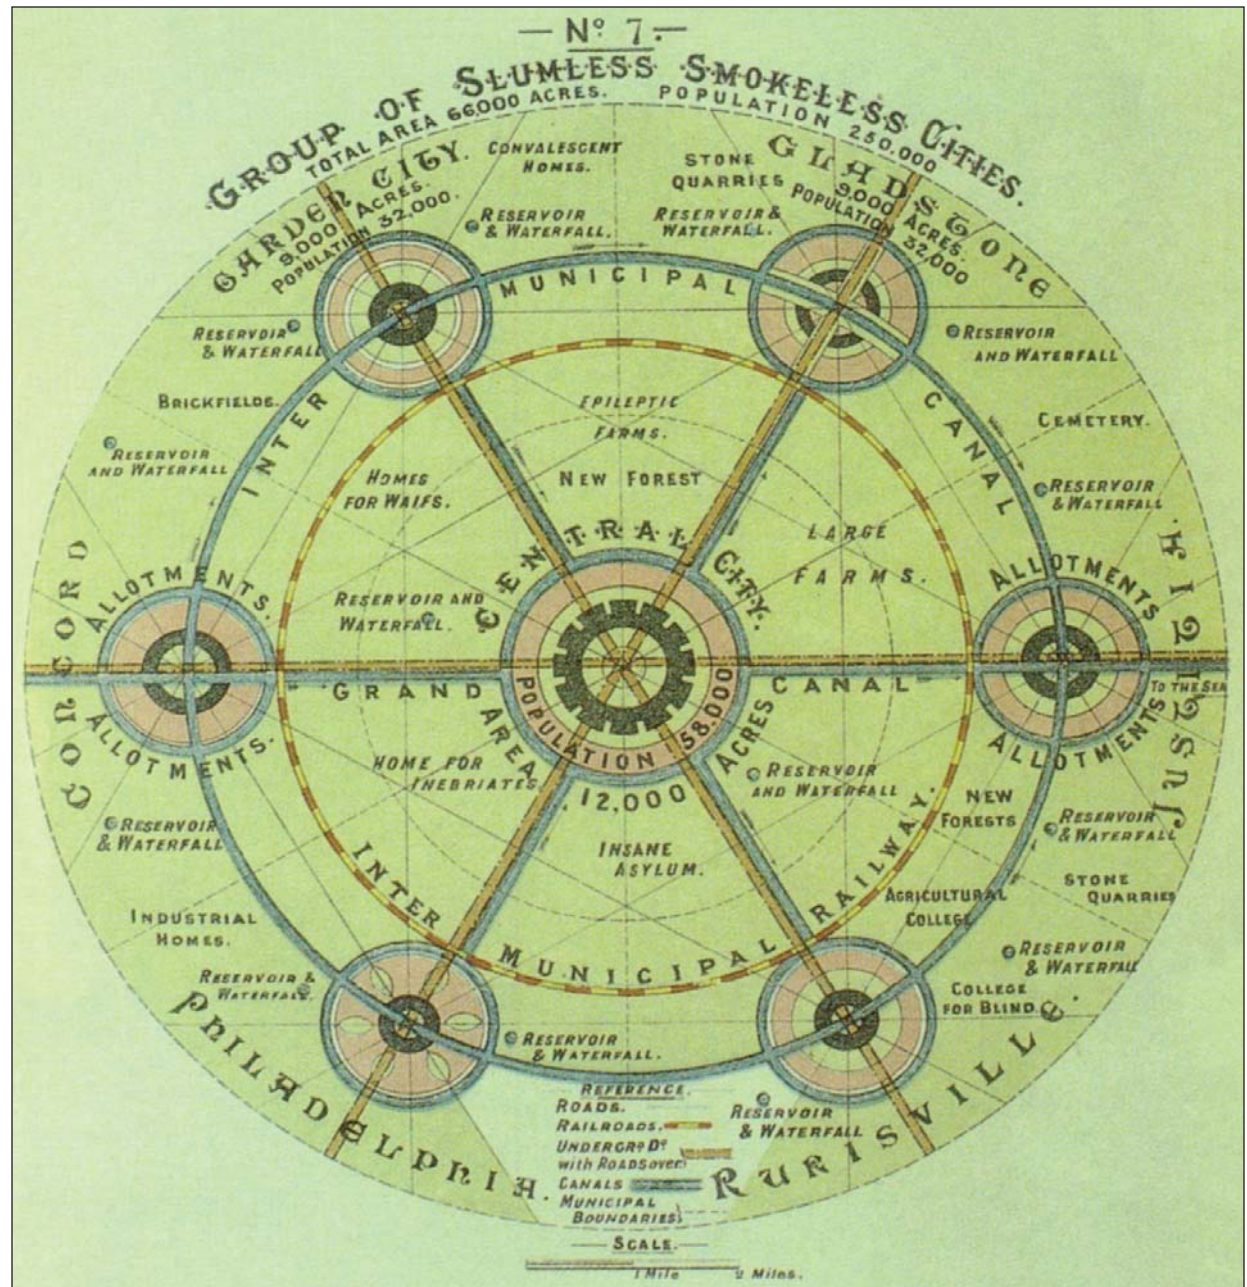 — Nº 7. —
GROUP OF SLUMLESS SMOKELESS CITIES.
TOTAL AREA 66,000 ACRES. POPULATION 250,000
GARDEN CITY.
9,000 ACRES.
POPULATION 32,000.
CONVALESCENT
HOMES.
STONE
QUARRIES
GLADSTONE
9,000 ACRES.
POPULATION 32,000
RESERVOIR
& WATERFALL.
RESERVOIR &
WATERFALL.
RESERVOIR
& WATERFALL
RESERVOIR
AND WATERFALL
INTER MUNICIPAL CANAL
BRICKFIELDS.
EPILEPTIC
FARMS.
CEMETERY.
RESERVOIR
AND WATERFALL
HOMES
FOR WAIFS.
NEW FOREST
RESERVOIR
& WATERFALL
LARGE
FARMS.
CENTRAL CITY.
CONCORD
ALLOTMENTS.
RESERVOIR AND
WATERFALL.
ALLOTMENTS
GRAND CANAL
TO THE SEA
POPULATION 58.000
AREA 12,000 ACRES
ALLOTMENTS.
ALLOTMENTS
HOME FOR
INEBRIATES.
RESERVOIR
AND WATERFALL
NEW
FORESTS
RESERVOIR
& WATERFALL
RESERVOIR
& WATERFALL
INSANE
ASYLUM.
STONE
QUARRIES
AGRICULTURAL
COLLEGE
INTER MUNICIPAL RAILWAY.
INDUSTRIAL
HOMES.
RESERVOIR
& WATERFALL
RESERVOIR &
WATERFALL.
COLLEGE
FOR BLIND
RESERVOIR
& WATERFALL.
PHILADELPHIA.
RURISVILLE.
REFERENCE.
ROADS.
RAILROADS.
UNDERGRD Dº
with Roads over
CANALS
MUNICIPAL
BOUNDARIES
RESERVOIR
& WATERFALL
— SCALE. —
1 Mile 2 Miles.